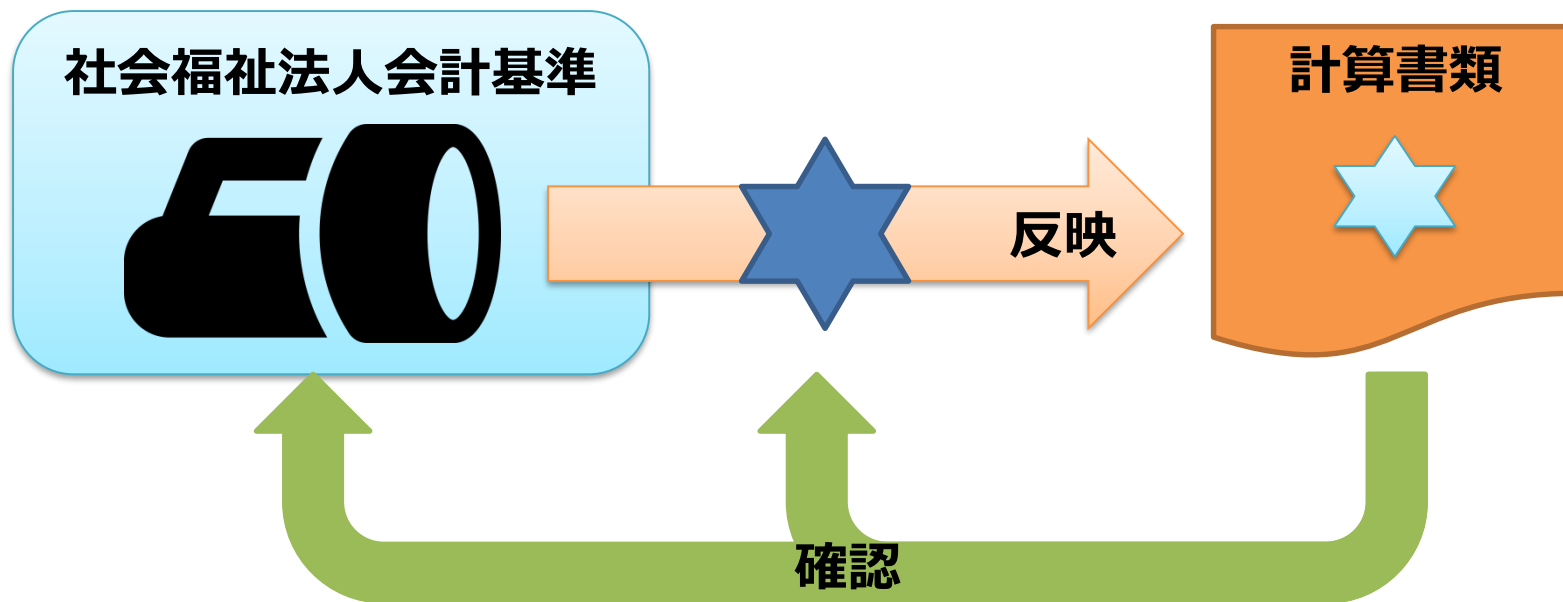 社会福祉法人会計基準
計算書類
反映
確認